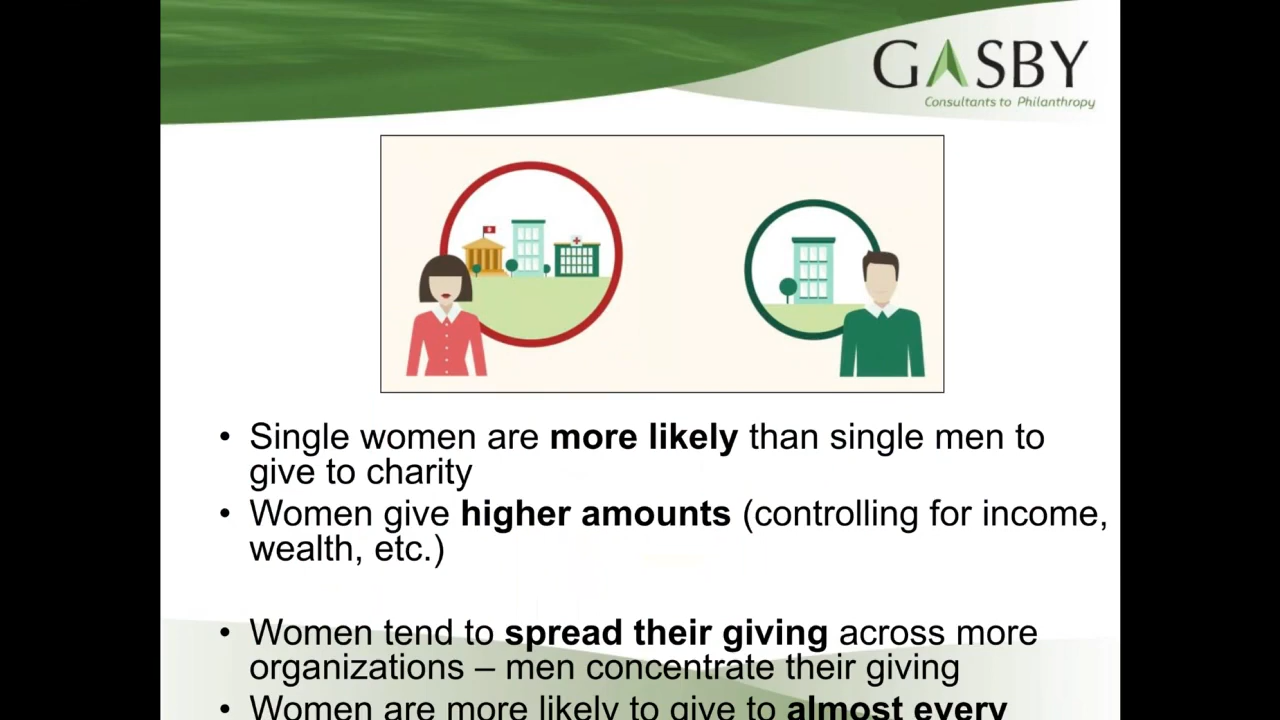 GASBY
Consultants to Philanthropy
• Single women are more likely than single men to
give to charity
• Women give higher amounts (controlling for income,
wealth, etc.)
• Women tend to spread their giving across more
organizations – men concentrate their giving
• Women are more likely to give to almost every